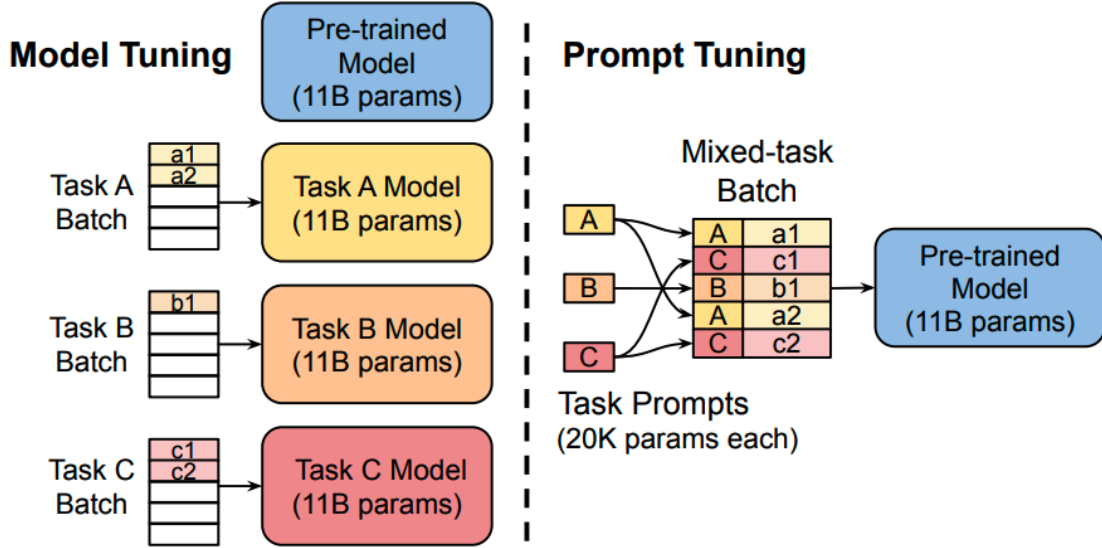 Model Tuning
Pre-trained
Model
(11B params)
Task A
Batch
a1
a2
Task A Model
(11B params)
Task B
Batch
b1
Task B Model
(11B params)
Task C
Batch
c1
c2
Task C Model
(11B params)
Prompt Tuning
Mixed-task
Batch
A
B
C
Task Prompts
(20K params each)
A a1
C c1
B b1
A a2
C c2
Pre-trained
Model
(11B params)